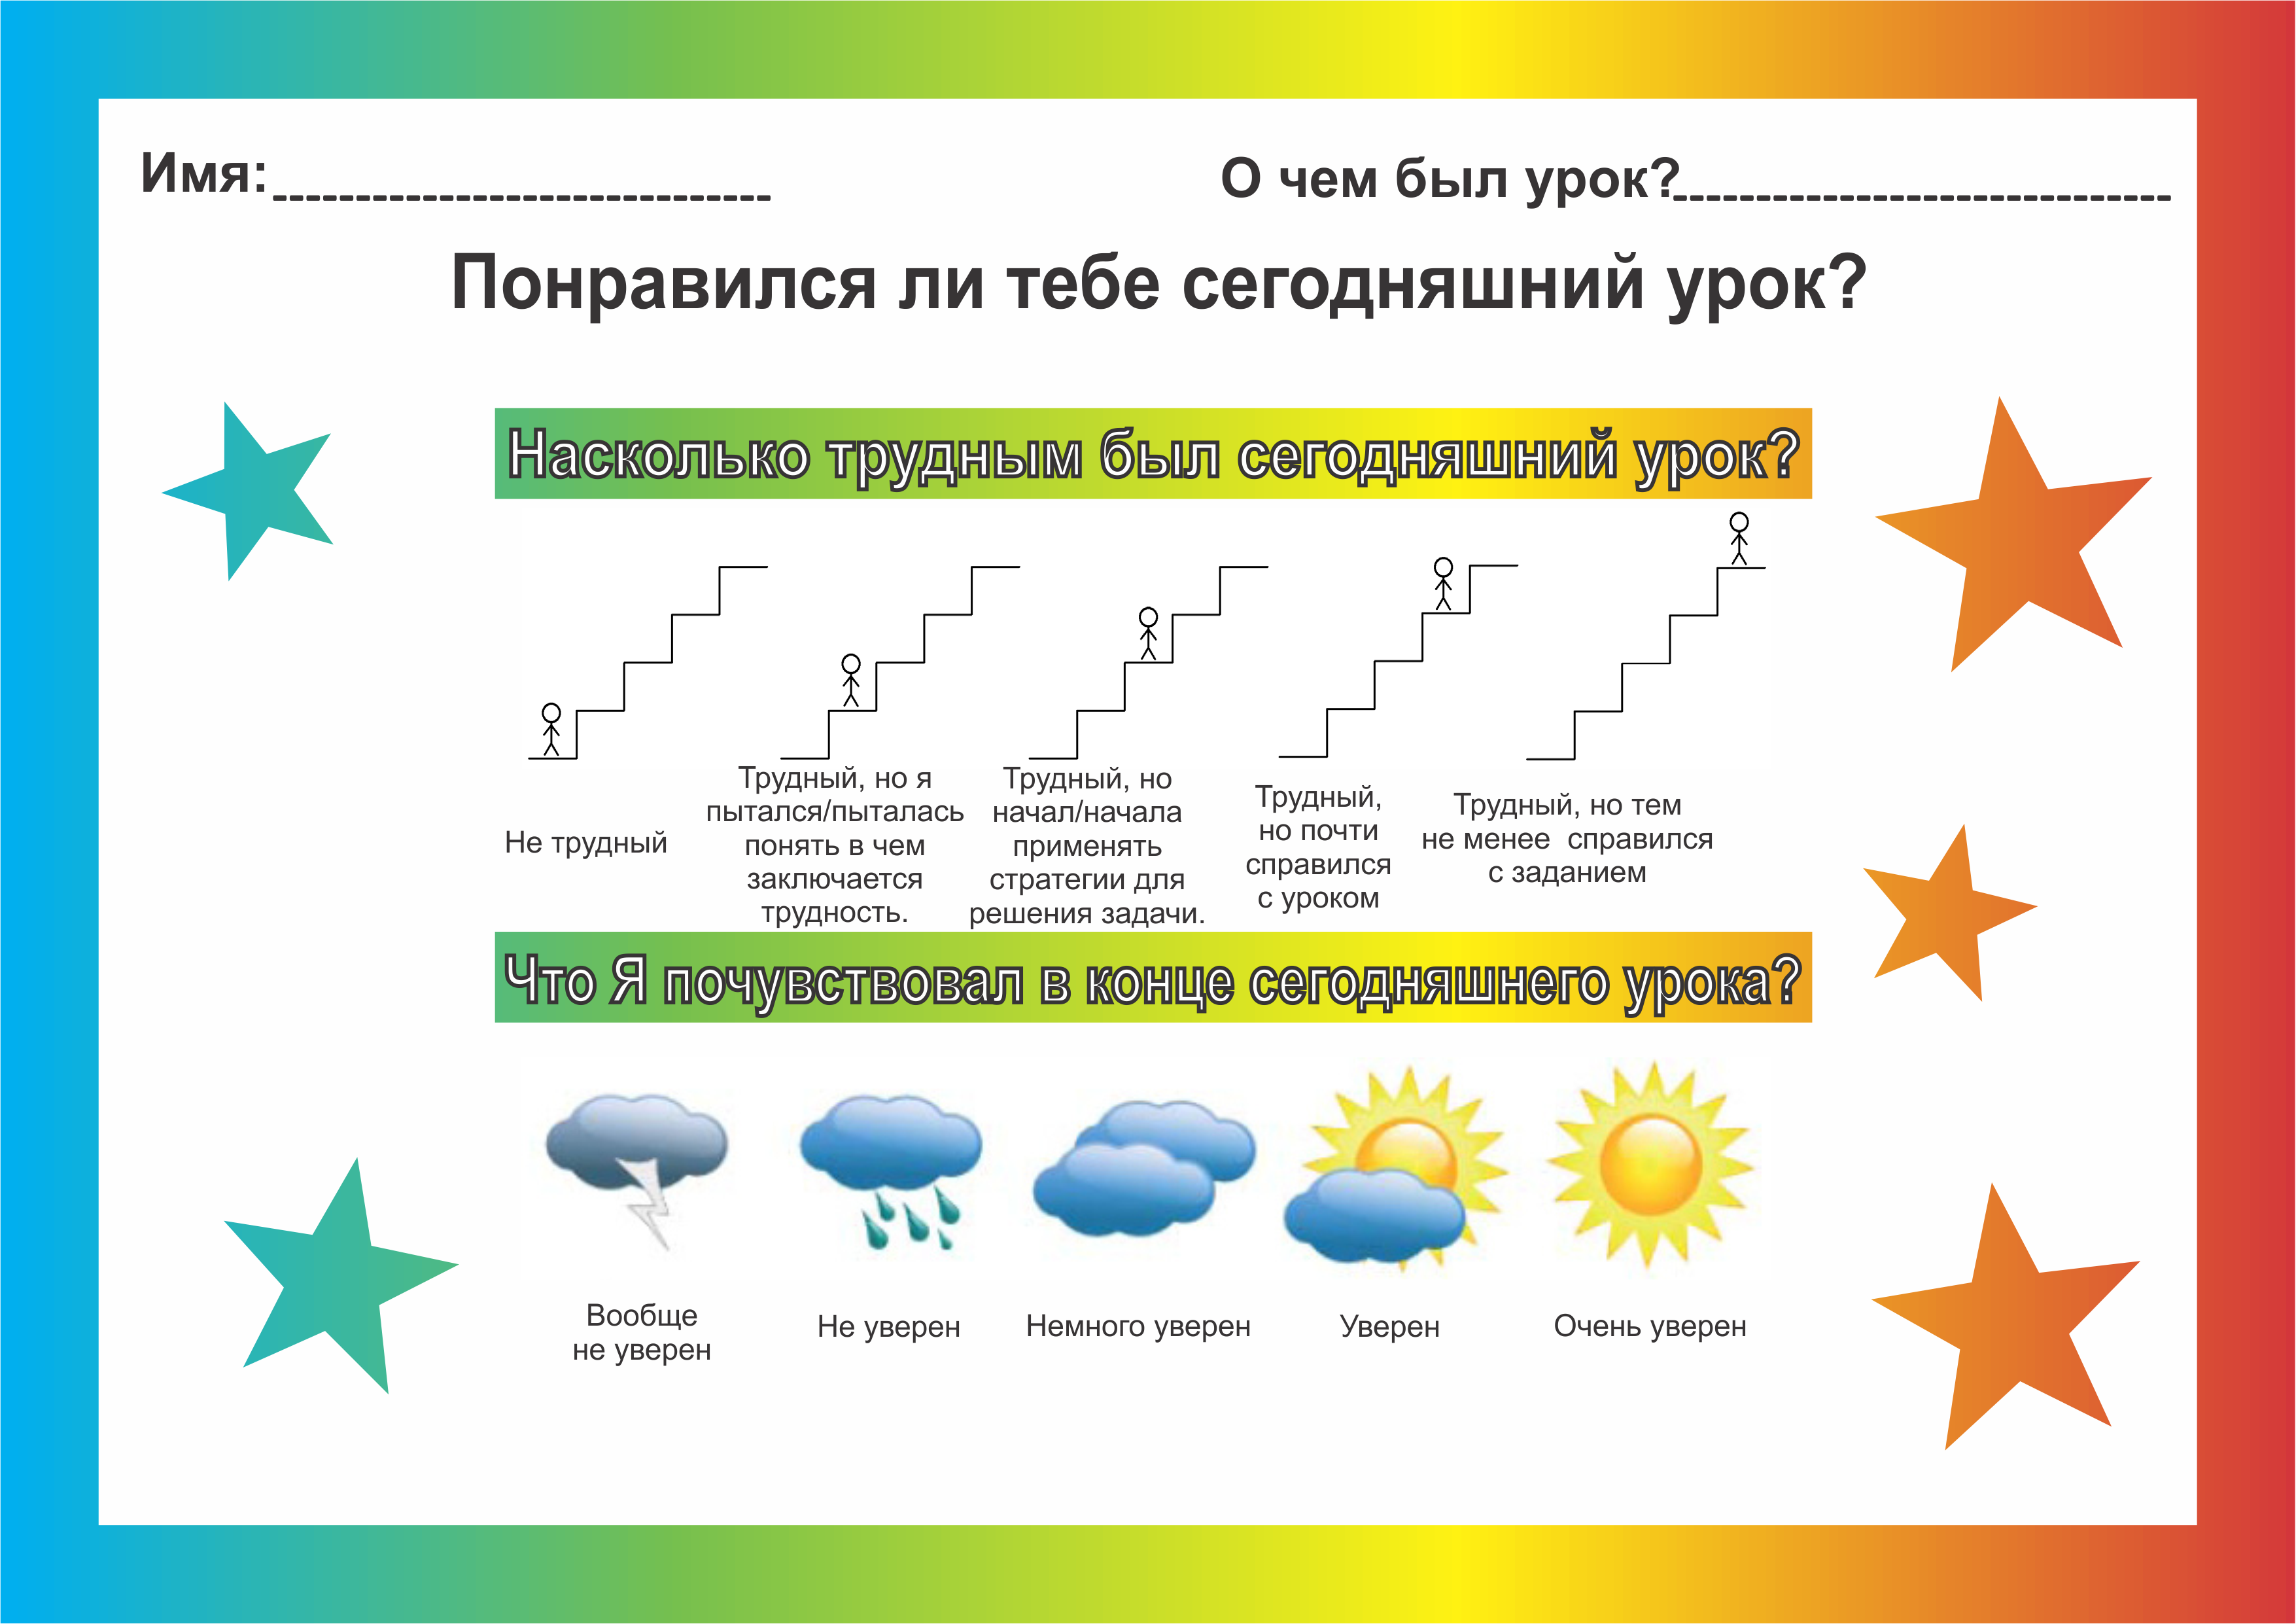 Имя:
О чем был урок?
Понравился ли тебе сегодняшний урок?
Насколько трудным был сегодняшний урок?
Не трудный
Трудный, но я
пытался/пыталась
понять в чем
заключается
трудность.
Трудный, но
начал/начала
применять
стратегии для
решения задачи.
Трудный,
но почти
справился
с уроком
Трудный, но тем
не менее  справился
с заданием
Что Я почувствовал в конце сегодняшнего урока?
Вообще
не уверен
Не уверен
Немного уверен
Уверен
Очень уверен